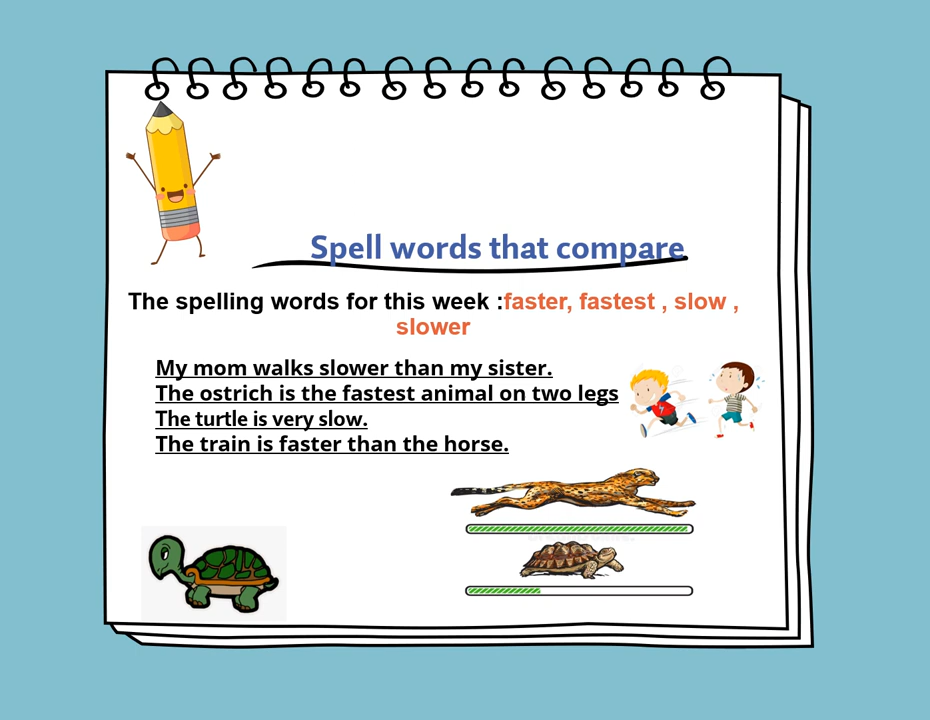 Spell words that compare
The spelling words for this week :faster, fastest , slow ,
slower
My mom walks slower than my sister.
The ostrich is the fastest animal on two legs
The turtle is very slow.
The train is faster than the horse.